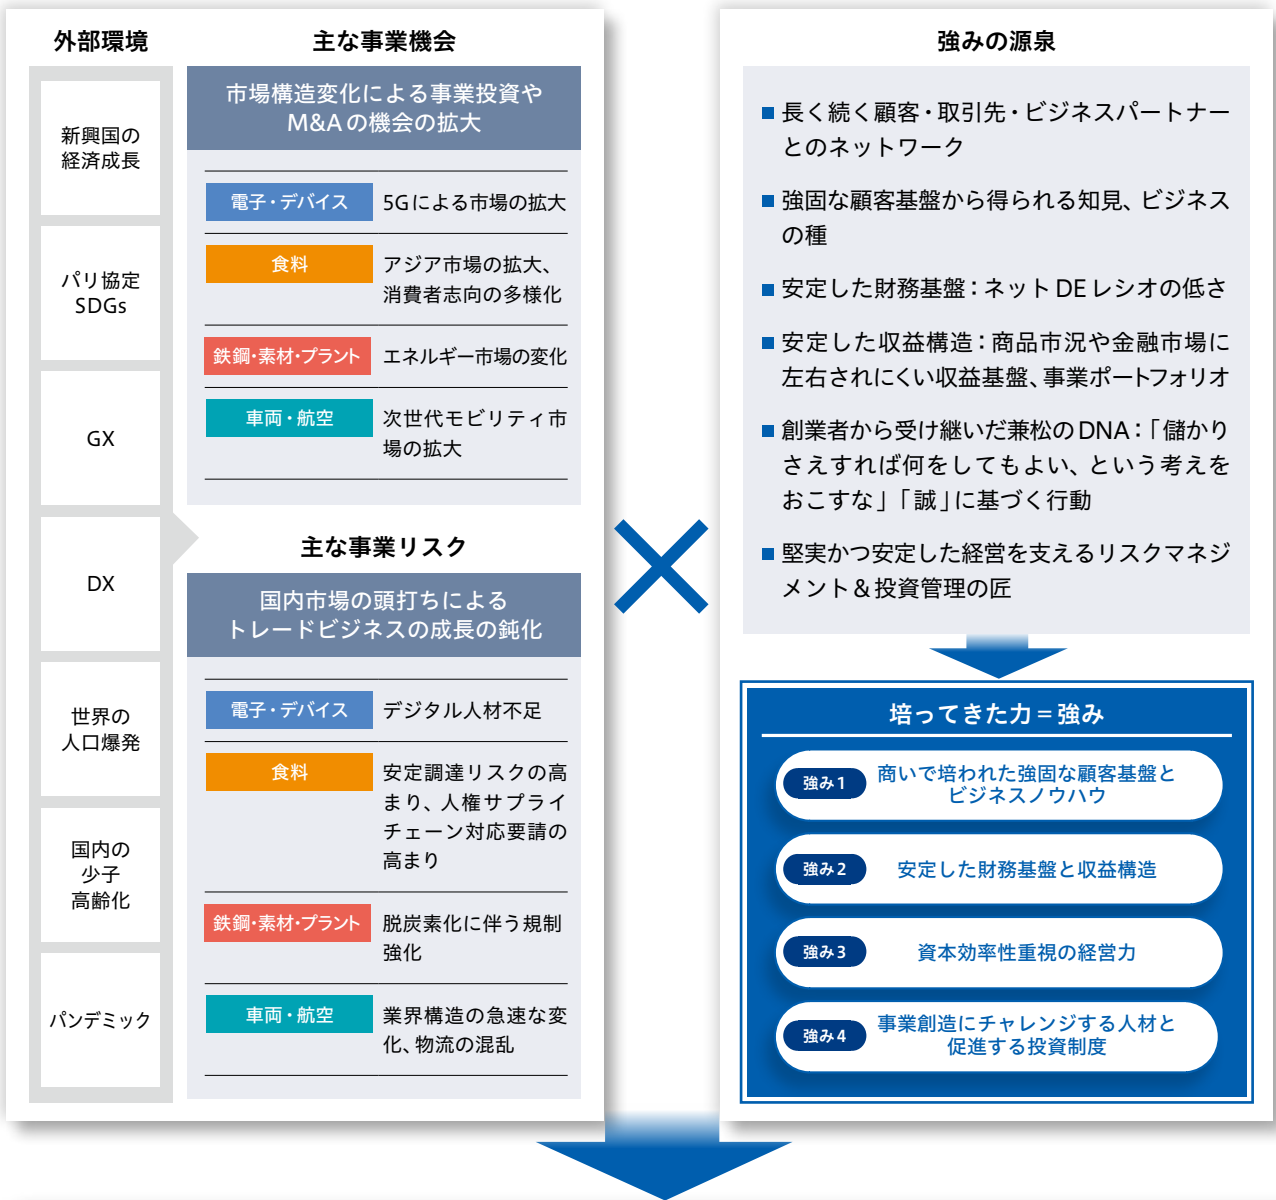 外部環境
新興国の
経済成長
パリ協定
SDGs
GX
DX
世界の
人口爆発
国内の
少子
高齢化
パンデミック
主な事業機会
市場構造変化による事業投資や
M&Aの機会の拡大
電子・デバイス
5Gによる市場の拡大
食料
アジア市場の拡大、
消費者志向の多様化
鉄鋼・素材・プラント
エネルギー市場の変化
車両・航空
次世代モビリティ市
場の拡大
主な事業リスク
国内市場の頭打ちによる
トレードビジネスの成長の鈍化
電子・デバイス
デジタル人材不足
食料
安定調達リスクの高
まり、人権サプライ
チェーン対応要請の
高まり
鉄鋼・素材・プラント
脱炭素化に伴う規制
強化
車両・航空
業界構造の急速な変
化、物流の混乱
強みの源泉
■ 長く続く顧客・取引先・ビジネスパートナー
とのネットワーク
■ 強固な顧客基盤から得られる知見、ビジネス
の種
■ 安定した財務基盤：ネットDEレシオの低さ
■ 安定した収益構造：商品市況や金融市場に
左右されにくい収益基盤、事業ポートフォリオ
■ 創業者から受け継いだ兼松のDNA：「儲かり
さえすれば何をしてもよい、という考えを
おこすな」「誠」に基づく行動
■ 堅実かつ安定した経営を支えるリスクマネジ
メント＆投資管理の匠
培ってきた力＝強み
強み1
商いで培われた強固な顧客基盤と
ビジネスノウハウ
強み2
安定した財務基盤と収益構造
強み3
資本効率性重視の経営力
強み4
事業創造にチャレンジする人材と
促進する投資制度